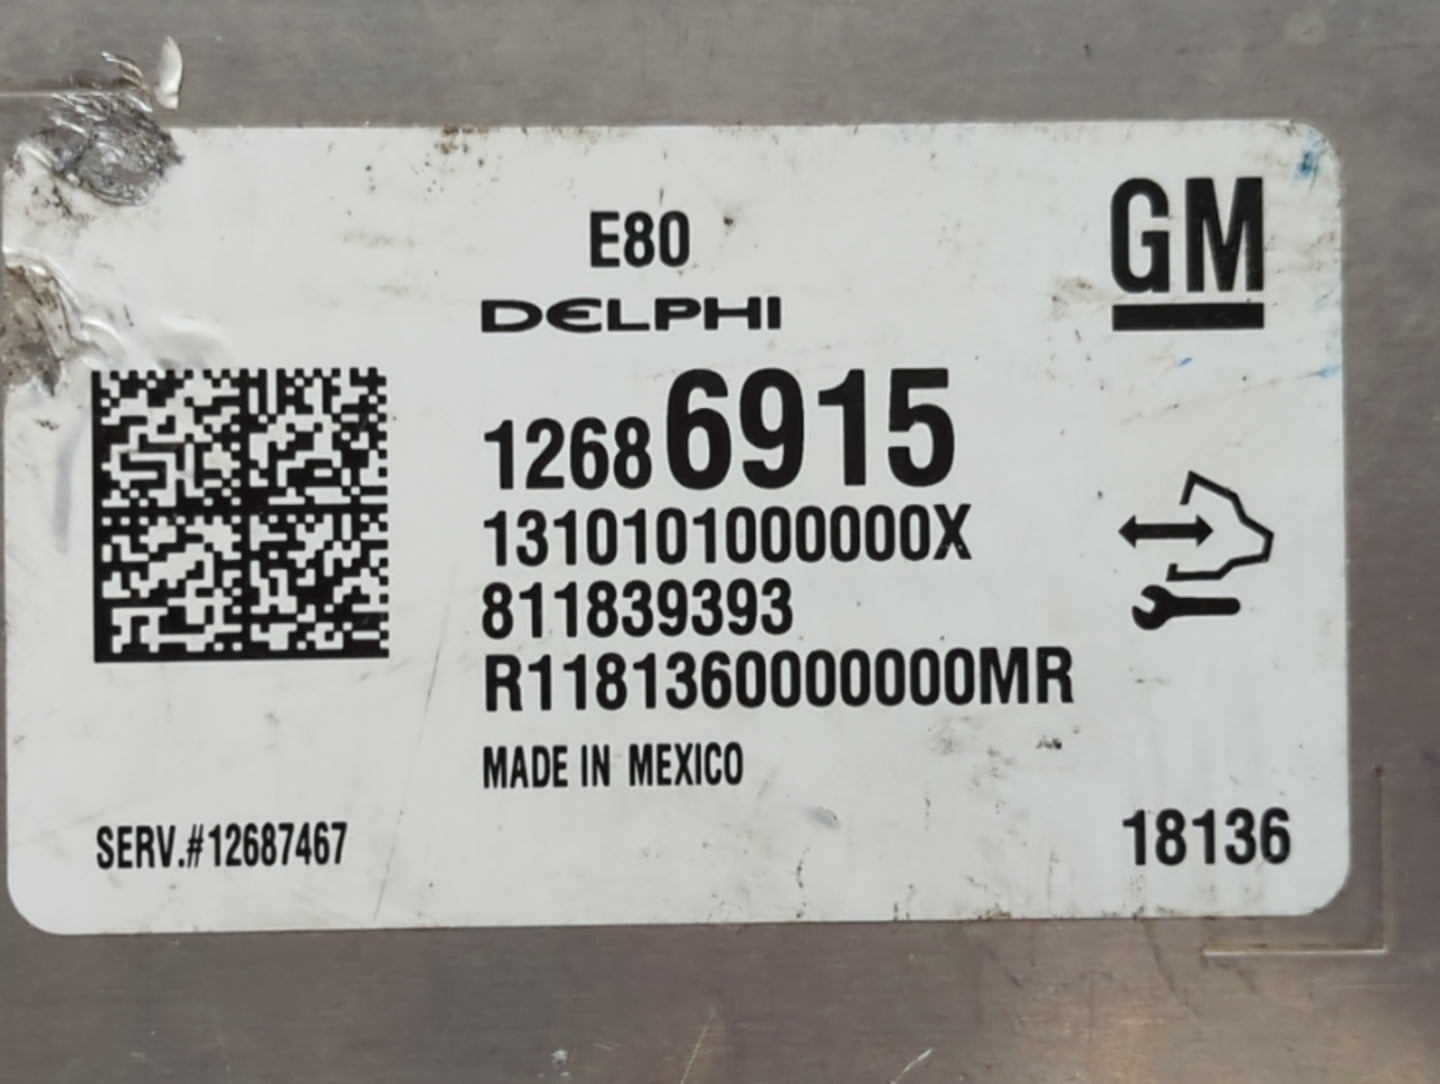 E80
GM
DELPHI
12686915
1310101000000X
811839393
R1181360000000MR
MADE IN MEXICO
SERV.#12687467
18136